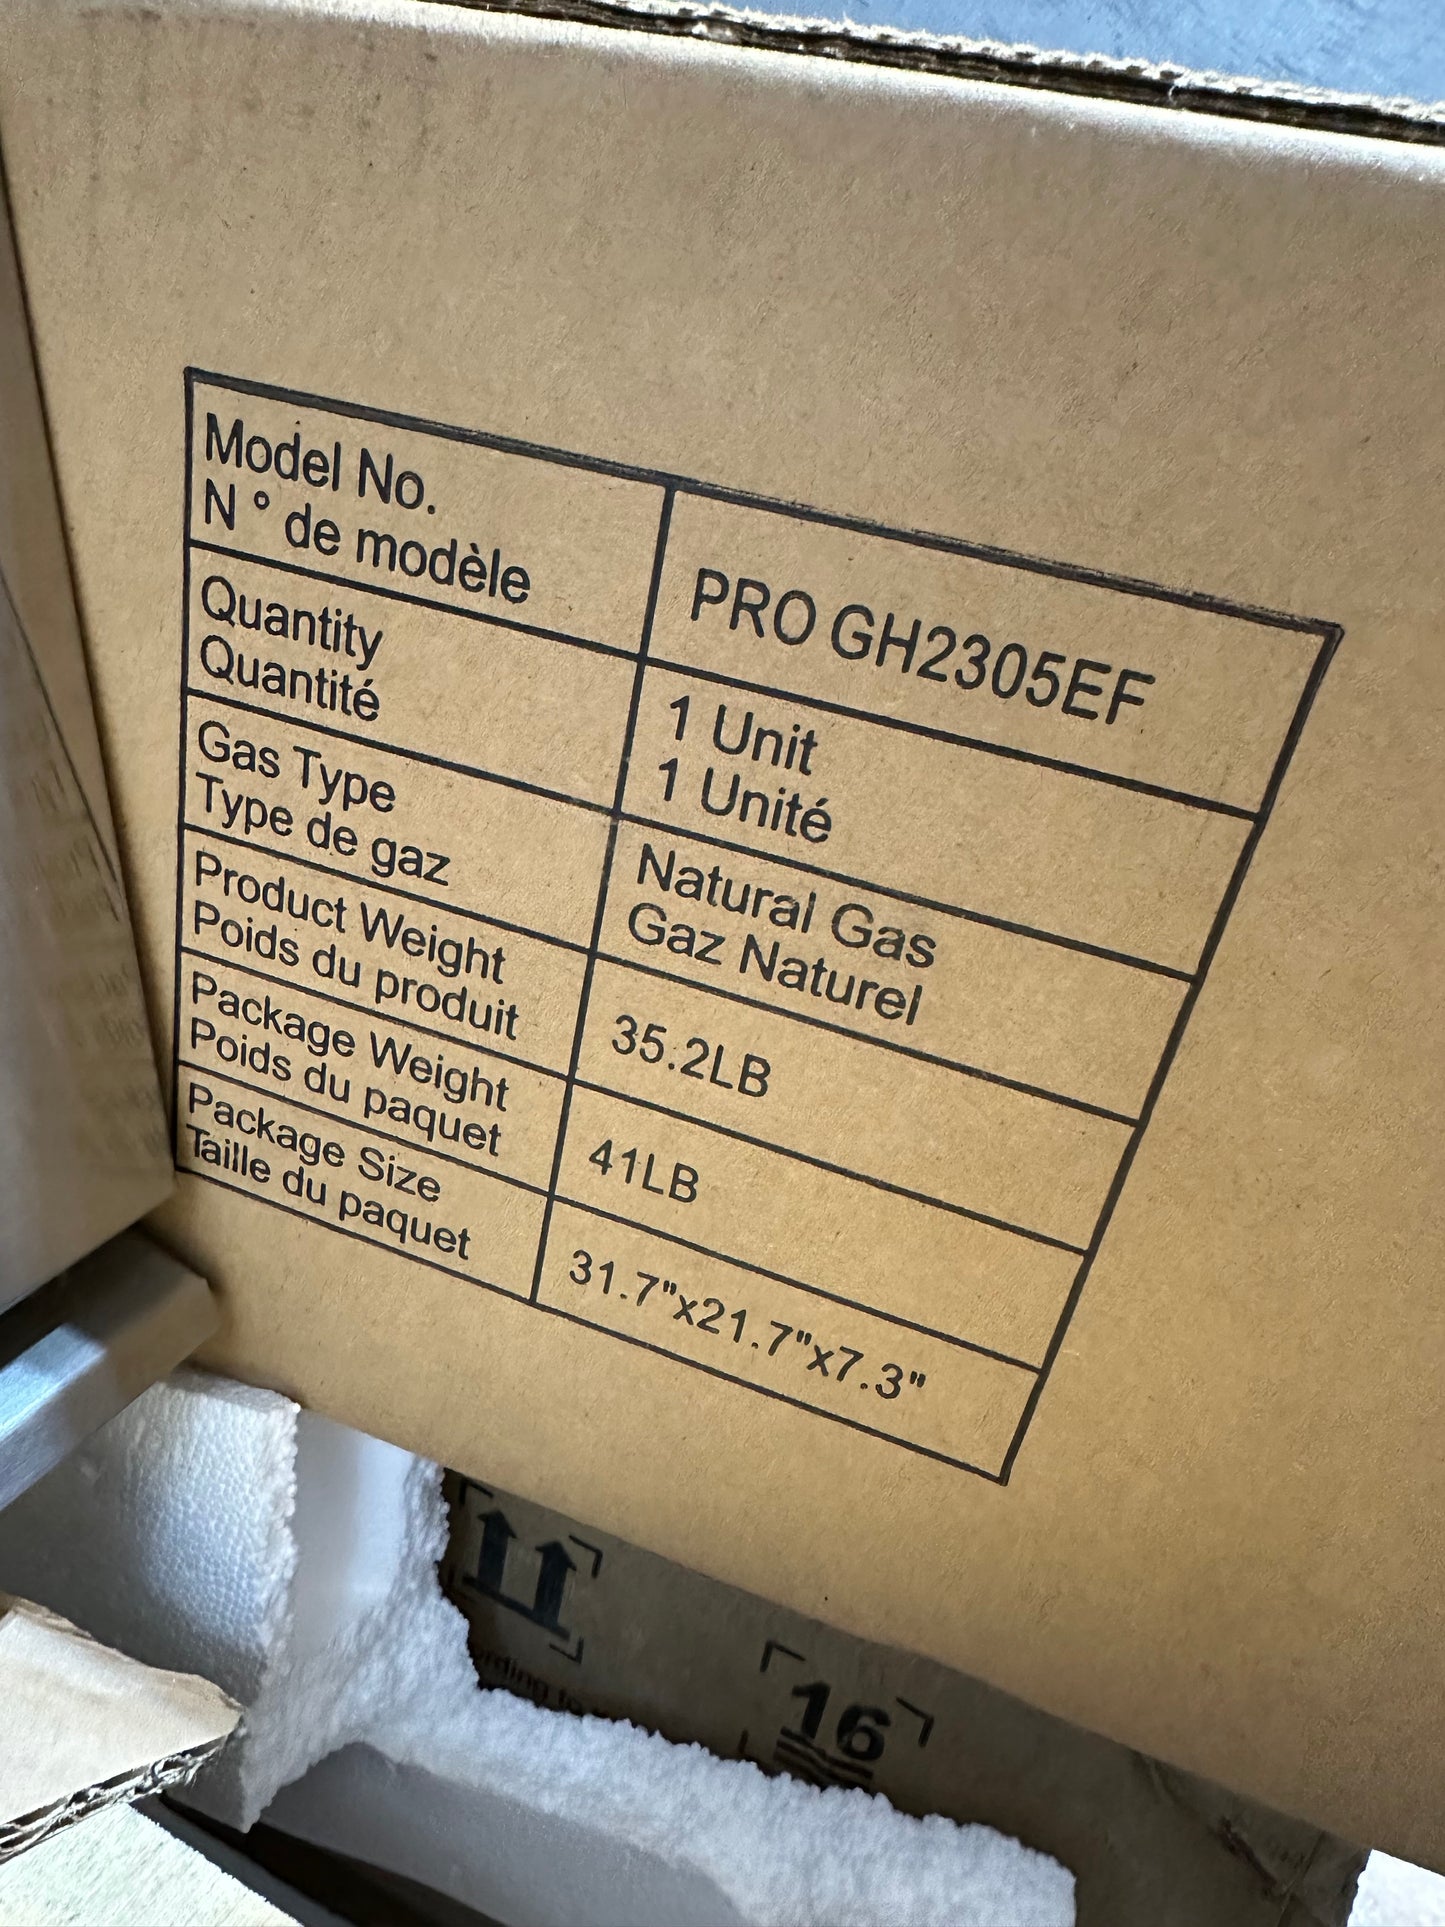 Model No.
N ° de modèle
PRO GH2305EF
Quantity
Quantité
1 Unit
1 Unité
Gas Type
Type de gaz
Natural Gas
Gaz Naturel
Product Weight
Poids du produit
35.2LB
Package Weight
Poids du paquet
41LB
Package Size
Taille du paquet
31.7"x21.7"x7.3"
16